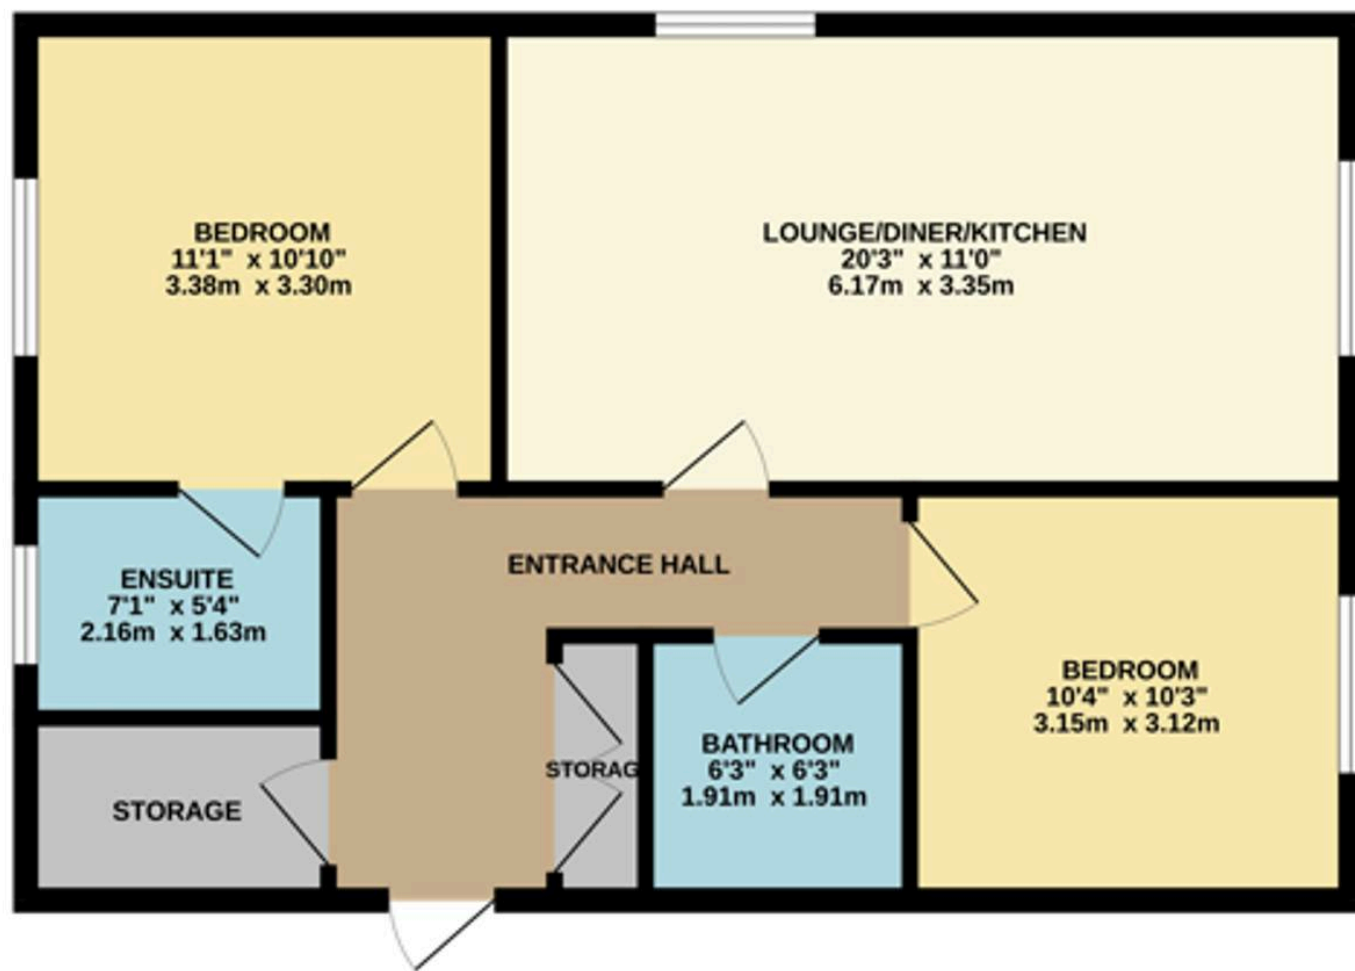 BEDROOM
11'1" x 10'10"
3.38m x 3.30m
LOUNGE/DINER/KITCHEN
20'3" x 11'0"
6.17m x 3.35m
ENTRANCE HALL
ENSUITE
7'1" x 5'4"
2.16m x 1.63m
BEDROOM
10'4" x 10'3"
3.15m x 3.12m
BATHROOM
6'3" x 6'3"
1.91m x 1.91m
STORAG
STORAGE